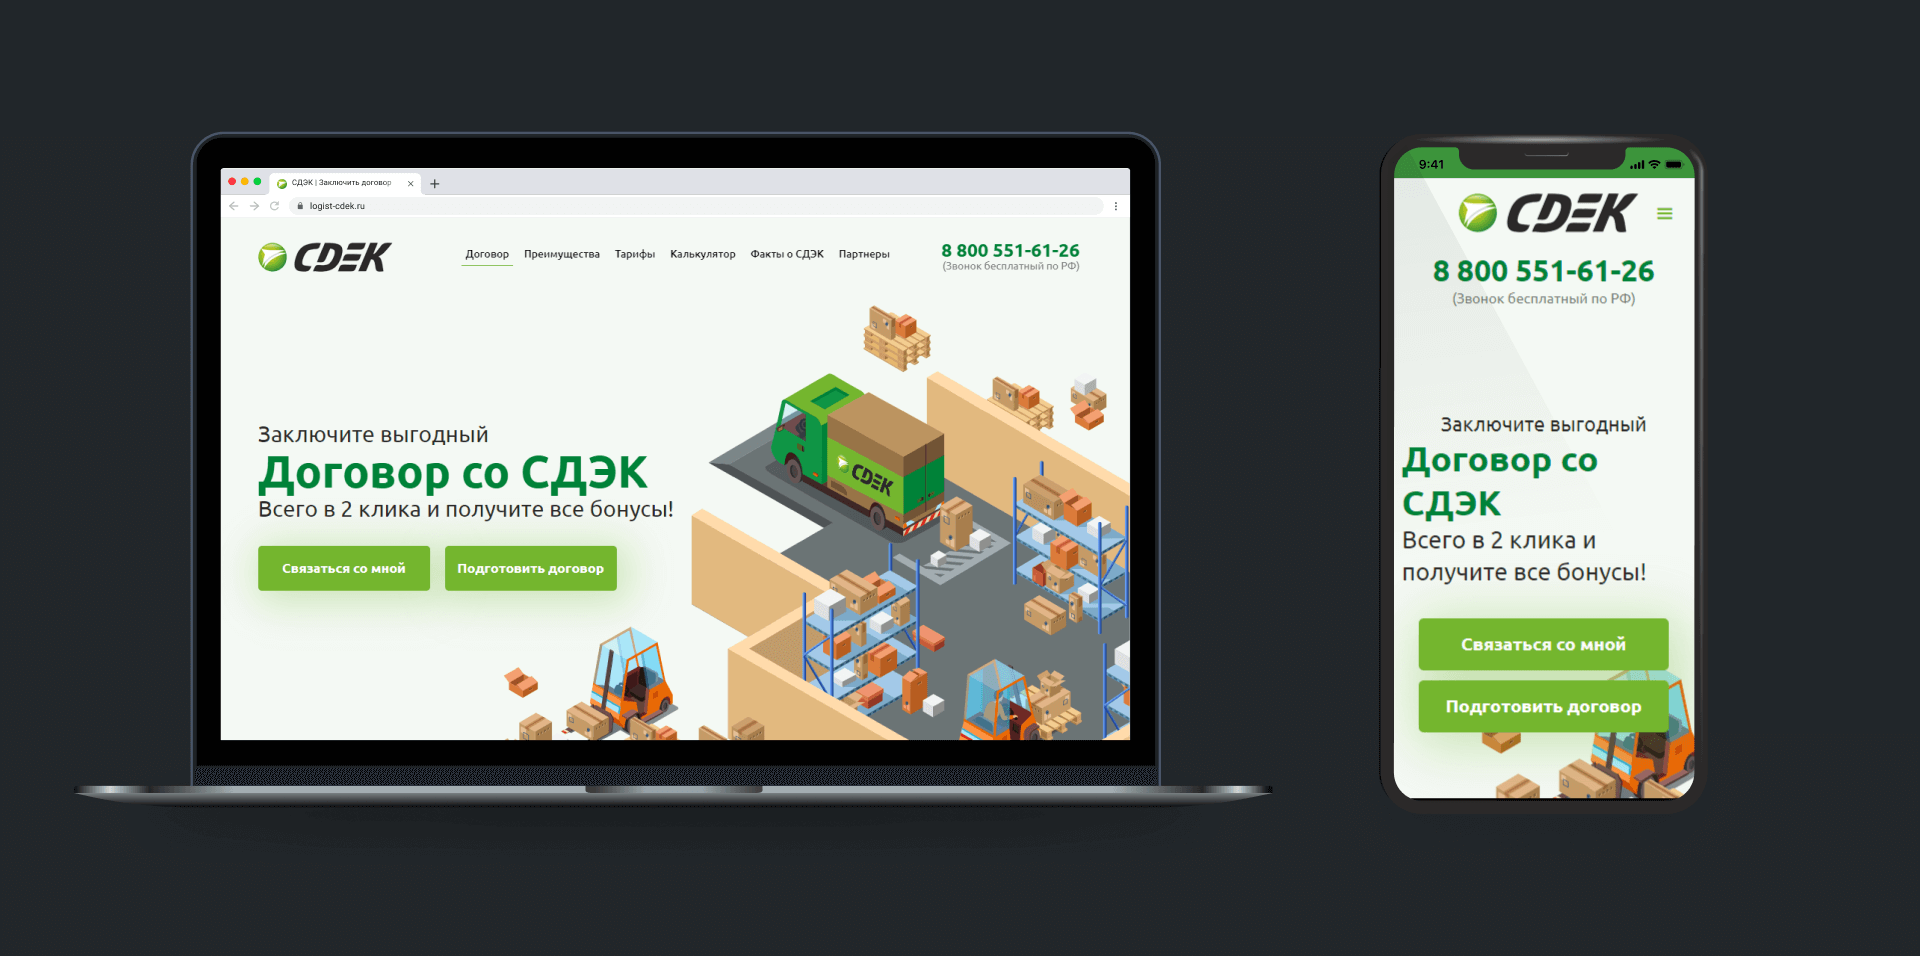 СДЭК | Заключить договор
logist-cdek.ru
CDEK
Договор Преимущества Тарифы Калькулятор Факты о СДЭК Партнеры
8 800 551-61-26
(Звонок бесплатный по РФ)
Заключите выгодный
Договор со СДЭК
Всего в 2 клика и получите все бонусы!
Связаться со мной Подготовить договор
CDEK
9:41
CDEK
8 800 551-61-26
(Звонок бесплатный по РФ)
Заключите выгодный
Договор со
СДЭК
Всего в 2 клика и
получите все бонусы!
Связаться со мной
Подготовить договор